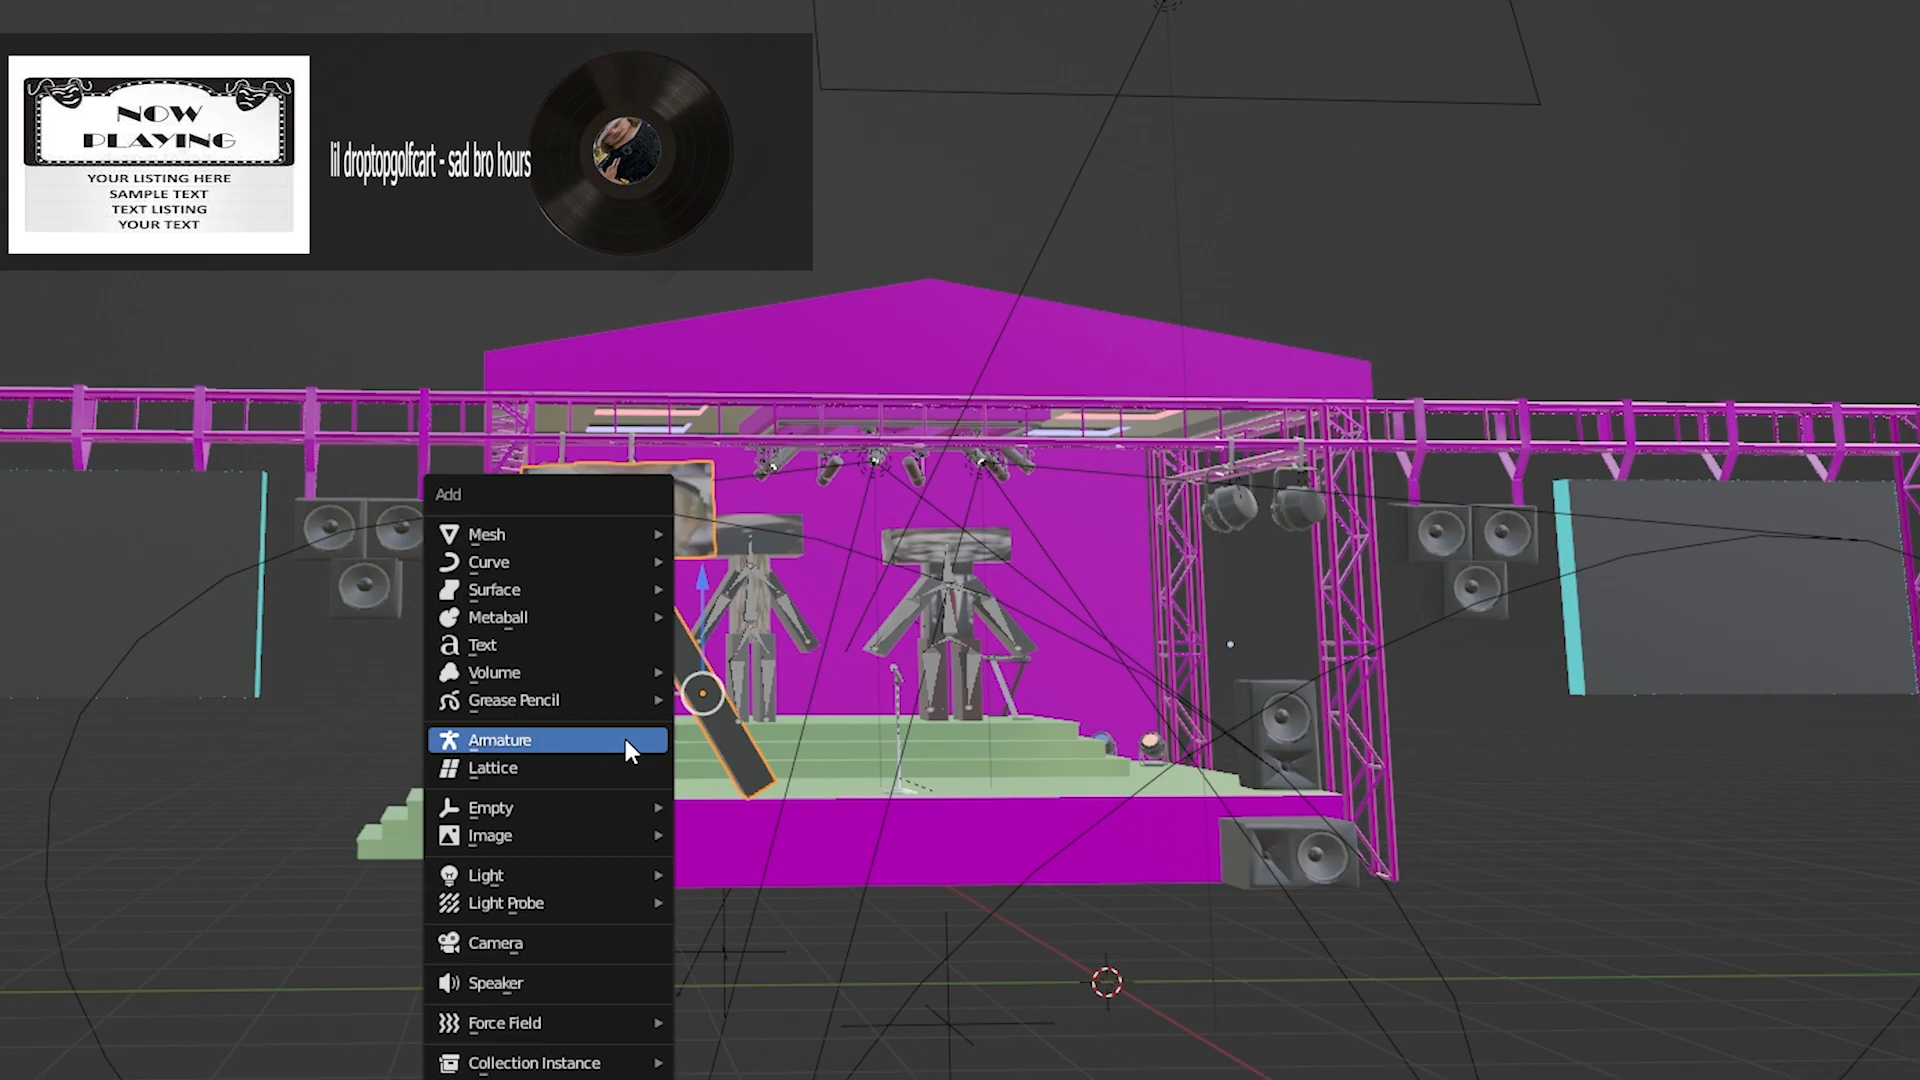 NOW
PLAYING
YOUR LISTING HERE
SAMPLE TEXT
TEXT LISTING
YOUR TEXT
lil droptopgolfcart - sad bro hours
Add
Mesh
Curve
Surface
Metaball
Text
Volume
Grease Pencil
Armature
Lattice
Empty
Image
Light
Light Probe
Camera
Speaker
Force Field
Collection Instance